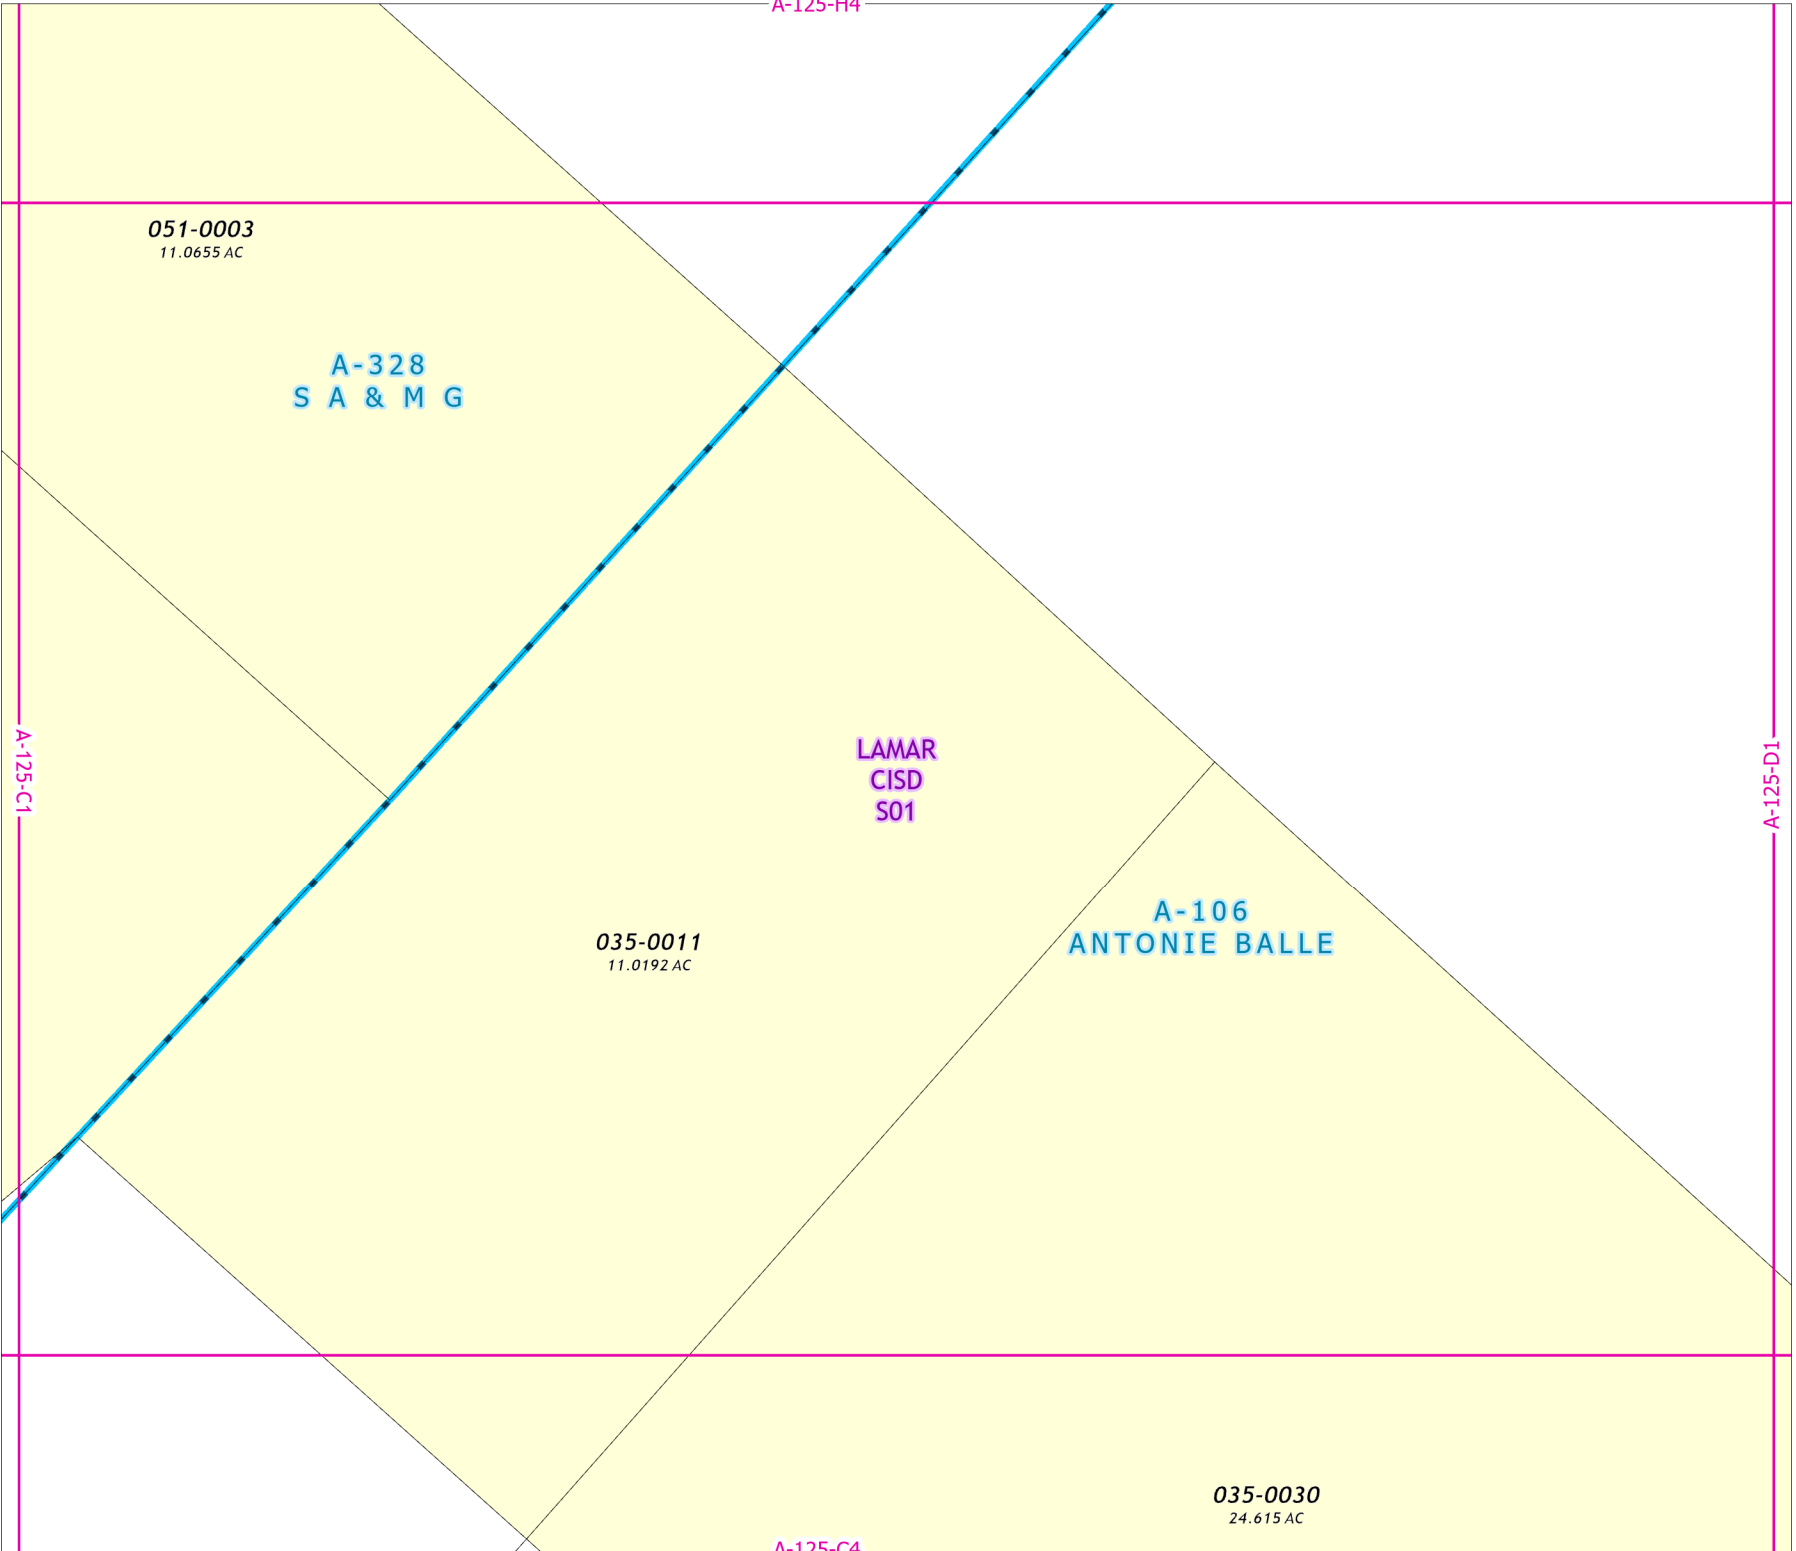 A-125-H4
051-0003
11.0655 AC
A-328
S A & M G
A-125-C1
LAMAR
CISD
S01
A-125-D1
A-106
ANTONIE BALLE
035-0011
11.0192 AC
035-0030
24.615 AC
A-125-C4